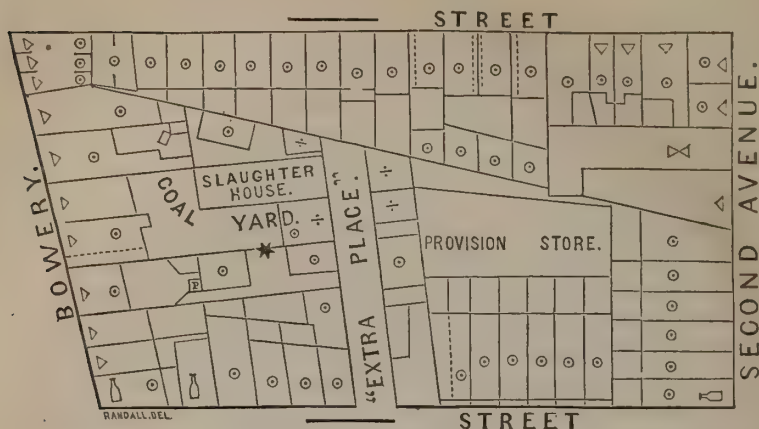 STREET
BOWERY.
SLAUGHTER
HOUSE.
COAL
YARD.
"EXTRA PLACE."
PROVISION STORE.
SECOND AVENUE.
P
RANDALL.DEL.
STREET